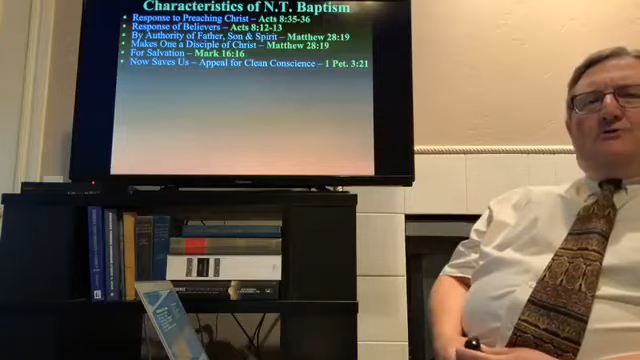 Characteristics of N.T. Baptism
• Response to Preaching Christ – Acts 8:35-36
• Response of Believers – Acts 8:12-13
• By Authority of Father, Son & Spirit – Matthew 28:19
• Makes One a Disciple of Christ – Matthew 28:19
• For Salvation – Mark 16:16
• Now Saves Us – Appeal for Clean Conscience – 1 Pet. 3:21